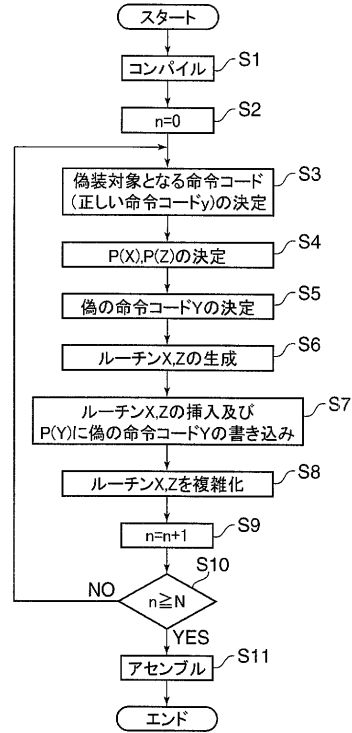 スタート
コンパイル
S1
n=0
S2
偽装対象となる命令コード
(正しい命令コードy)の決定
S3
P(X),P(Z)の決定
S4
偽の命令コードYの決定
S5
ルーチンX,Zの生成
S6
ルーチンX,Zの挿入及び
P(Y)に偽の命令コードYの書き込み
S7
ルーチンX,Zを複雑化
S8
n=n+1
S9
S10
n≧N
NO
YES
アセンブル
S11
エンド